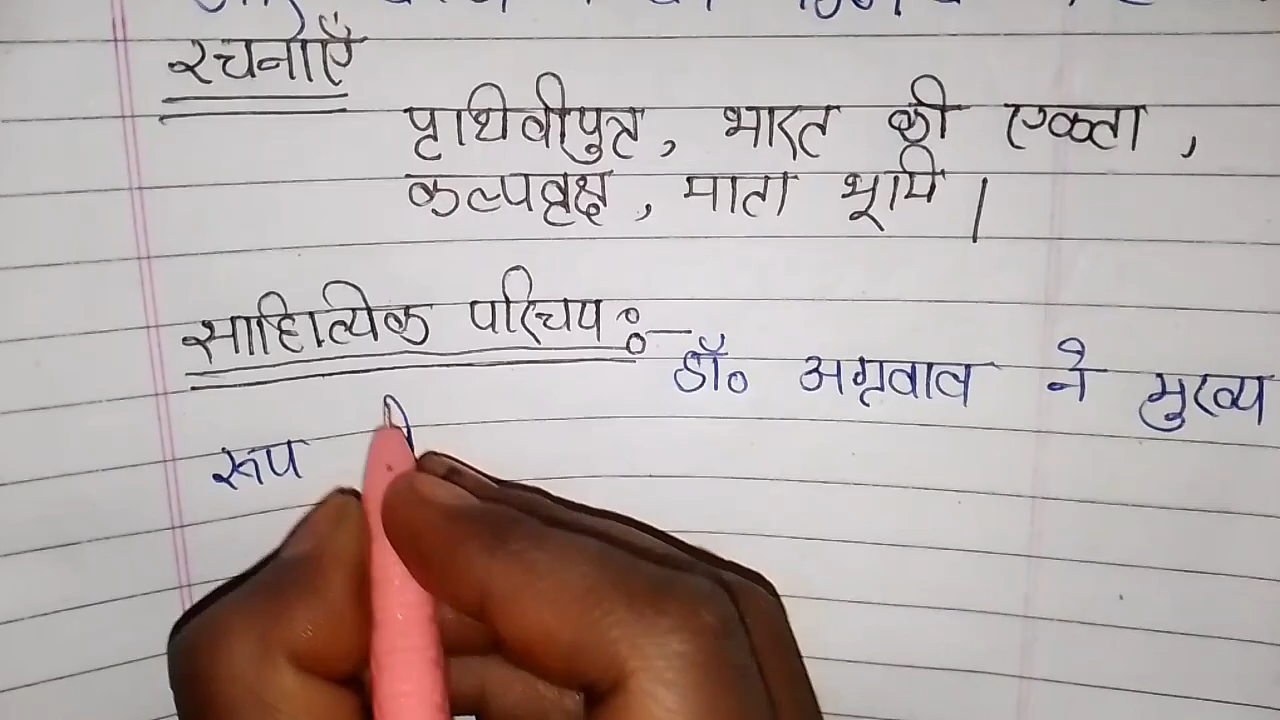 रचनाएँ
पृथिवीपुत्र, भारत की एकता,
कल्पवृक्ष, माता भूमि।
साहित्यिक परिचय :- डॉ० अग्रवाल ने मुख्य
रूप